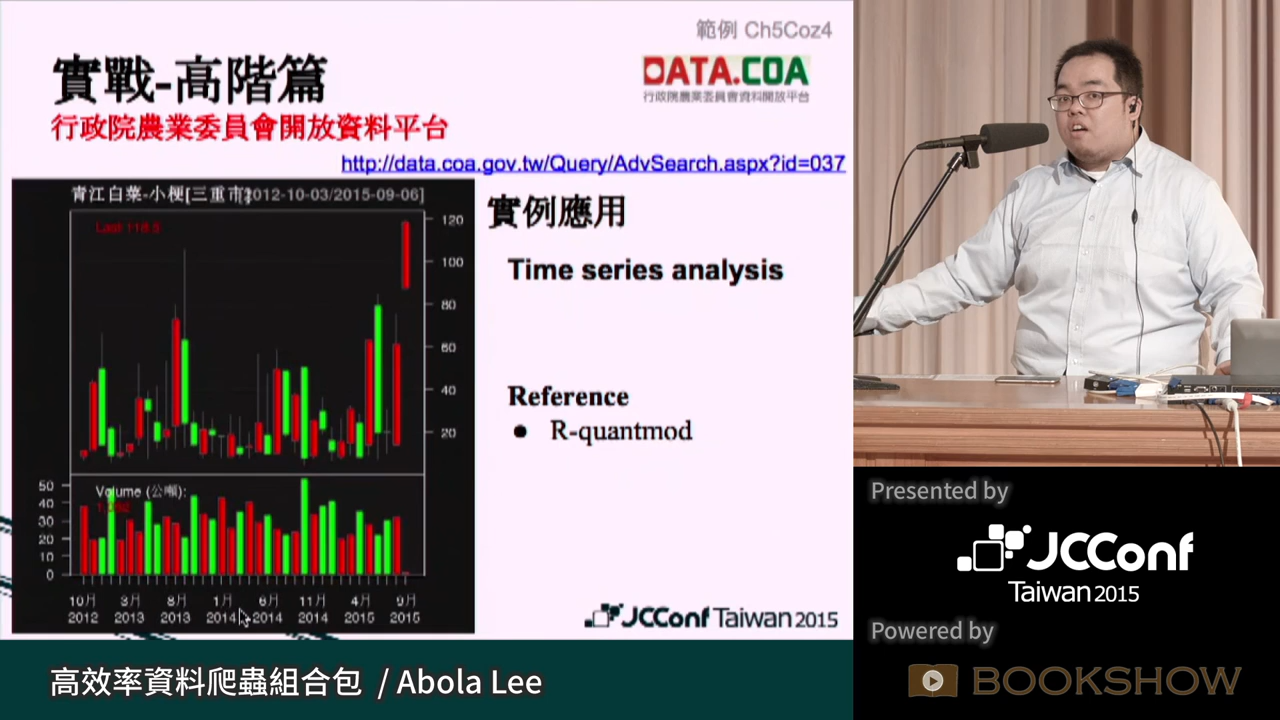 範例 Ch5Coz4
實戰-高階篇
DATA.COA
行政院農業委員會資料開放平台
行政院農業委員會開放資料平台
http://data.coa.gov.tw/Query/AdvSearch.aspx?id=037
青江白菜-小梗[三重市]
2012-10-03/2015-09-06]
Last 118.5
120
100
80
60
40
20
Volume (公噸):
50
40
30
20
10
0
10月 3月 8月 1月 6月 11月 4月 9月
2012 2013 2013 2014 2014 2014 2015 2015
實例應用
Time series analysis
Reference
● R-quantmod
JCConf Taiwan 2015
高效率資料爬蟲組合包 / Abola Lee
Presented by
JCConf
Taiwan 2015
Powered by
BOOKSHOW